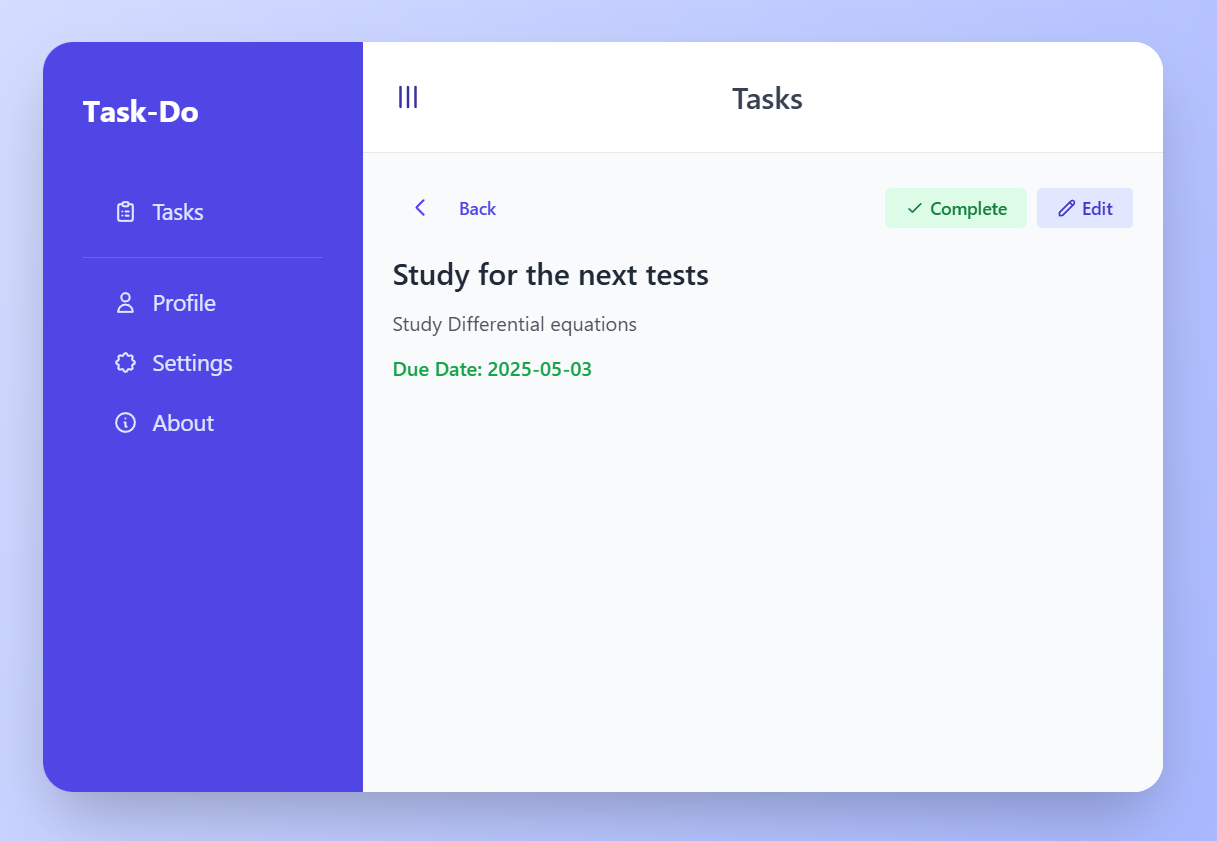 Task-Do
Tasks
Profile
Settings
About
Tasks
Back
Complete
Edit
Study for the next tests
Study Differential equations
Due Date: 2025-05-03